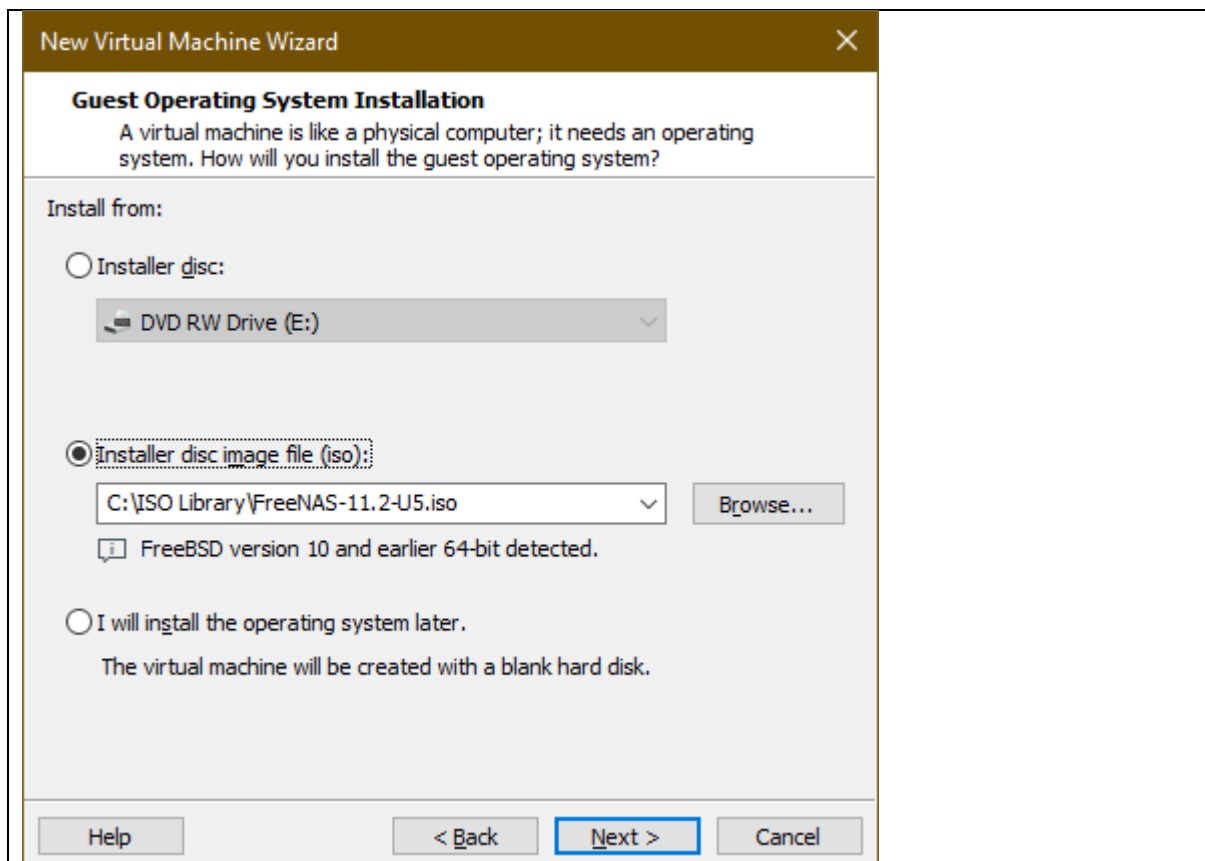 New Virtual Machine Wizard
Guest Operating System Installation
A virtual machine is like a physical computer; it needs an operating
system. How will you install the guest operating system?
Install from:
Installer disc:
DVD RW Drive (E:)
Installer disc image file (iso):
C:\ISO Library\FreeNAS-11.2-U5.iso
Browse...
FreeBSD version 10 and earlier 64-bit detected.
I will install the operating system later.
The virtual machine will be created with a blank hard disk.
Help
< Back
Next >
Cancel